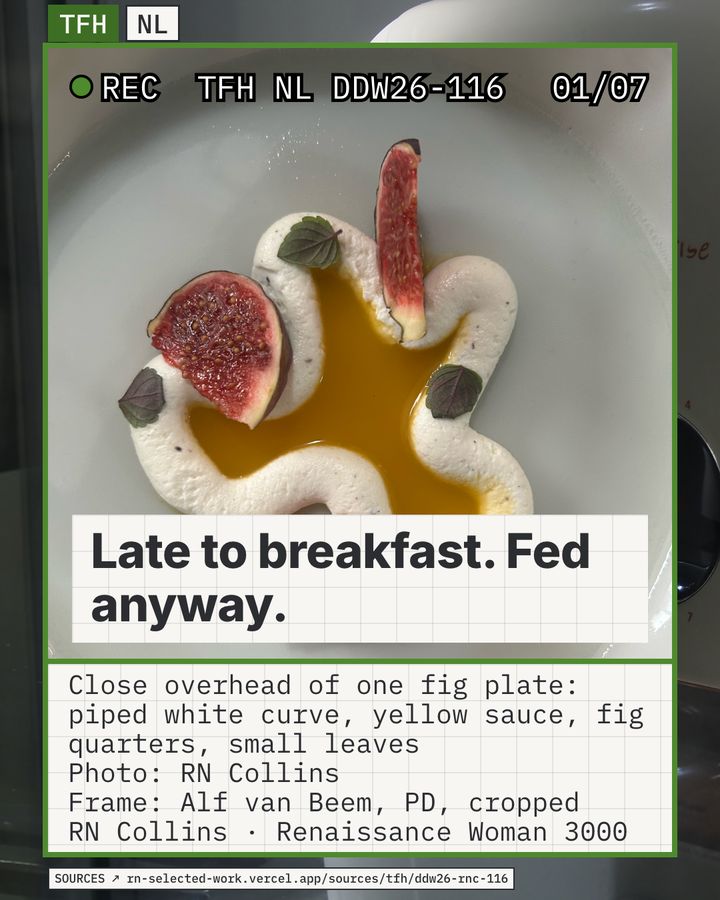 TFH NL
REC TFH NL DDW26-116 01/07
4
7
Late to breakfast. Fed
anyway.
Close overhead of one fig plate:
piped white curve, yellow sauce, fig
quarters, small leaves
Photo: RN Collins
Frame: Alf van Beem, PD, cropped
RN Collins · Renaissance Woman 3000
SOURCES ↗ rn-selected-work.vercel.app/sources/tfh/ddw26-rnc-116